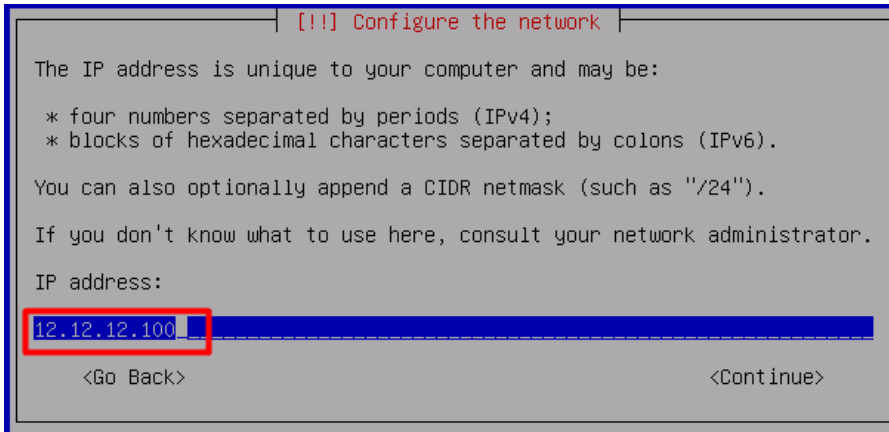 [!!] Configure the network
The IP address is unique to your computer and may be:
* four numbers separated by periods (IPv4);
* blocks of hexadecimal characters separated by colons (IPv6).
You can also optionally append a CIDR netmask (such as "/24").
If you don't know what to use here, consult your network administrator.
IP address:
12.12.12.100
<Go Back> <Continue>